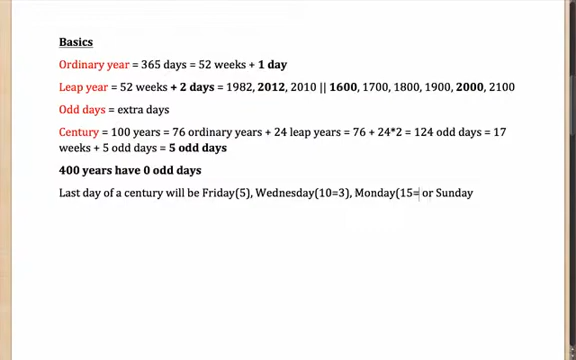 Basics
Ordinary year = 365 days = 52 weeks + 1 day
Leap year = 52 weeks + 2 days = 1982, 2012, 2010 || 1600, 1700, 1800, 1900, 2000, 2100
Odd days = extra days
Century = 100 years = 76 ordinary years + 24 leap years = 76 + 24*2 = 124 odd days = 17
weeks + 5 odd days = 5 odd days
400 years have 0 odd days
Last day of a century will be Friday(5), Wednesday(10=3), Monday(15= or Sunday